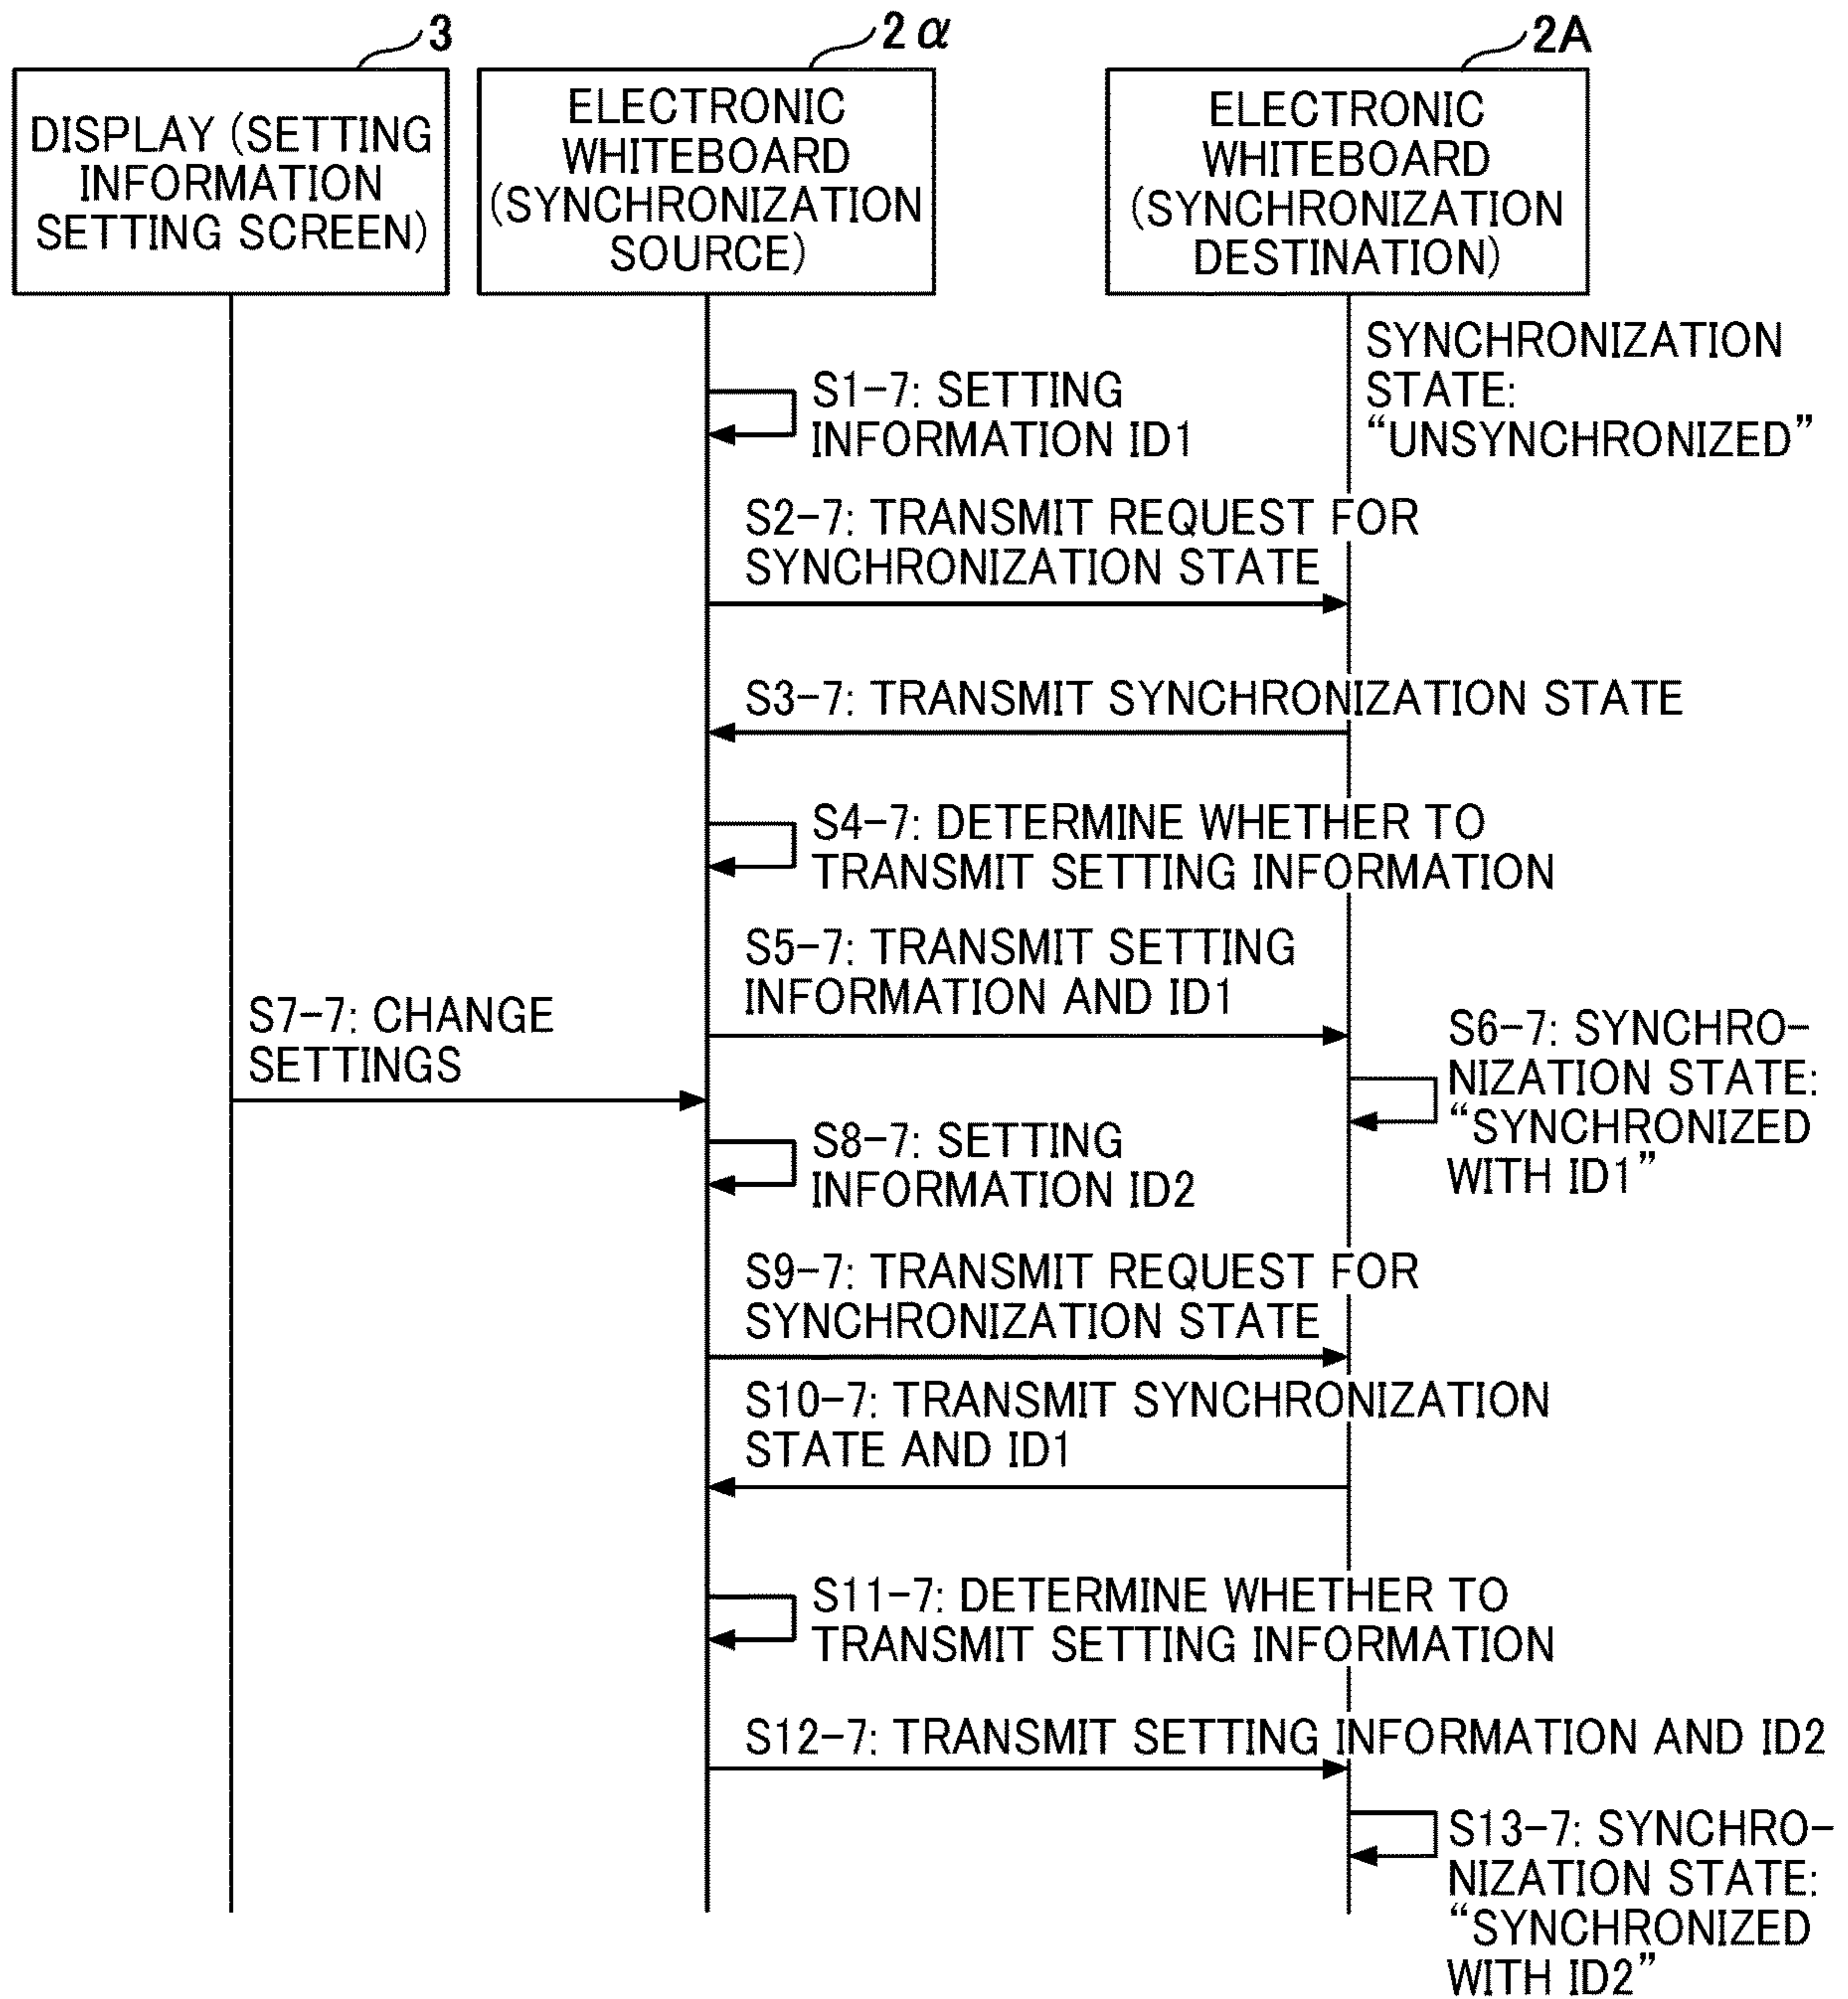 3
2α
2A
DISPLAY (SETTING
INFORMATION
SETTING SCREEN)
ELECTRONIC
WHITEBOARD
(SYNCHRONIZATION
SOURCE)
ELECTRONIC
WHITEBOARD
(SYNCHRONIZATION
DESTINATION)
SYNCHRONIZATION
STATE:
“UNSYNCHRONIZED”
S1-7: SETTING
INFORMATION ID1
S2-7: TRANSMIT REQUEST FOR
SYNCHRONIZATION STATE
S3-7: TRANSMIT SYNCHRONIZATION STATE
S4-7: DETERMINE WHETHER TO
TRANSMIT SETTING INFORMATION
S5-7: TRANSMIT SETTING
INFORMATION AND ID1
S6-7: SYNCHRO-
NIZATION STATE:
“SYNCHRONIZED
WITH ID1”
S7-7: CHANGE
SETTINGS
S8-7: SETTING
INFORMATION ID2
S9-7: TRANSMIT REQUEST FOR
SYNCHRONIZATION STATE
S10-7: TRANSMIT SYNCHRONIZATION
STATE AND ID1
S11-7: DETERMINE WHETHER TO
TRANSMIT SETTING INFORMATION
S12-7: TRANSMIT SETTING INFORMATION AND ID2
S13-7: SYNCHRO-
NIZATION STATE:
“SYNCHRONIZED
WITH ID2”